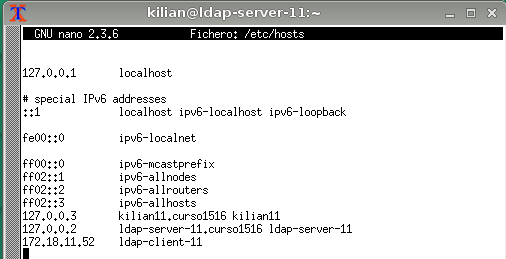 kilian@ldap-server-11:~
GNU nano 2.3.6 Fichero: /etc/hosts
127.0.0.1 localhost
# special IPv6 addresses
::1 localhost ipv6-localhost ipv6-loopback
fe00::0 ipv6-localnet
ff00::0 ipv6-mcastprefix
ff02::1 ipv6-allnodes
ff02::2 ipv6-allrouters
ff02::3 ipv6-allhosts
127.0.0.3 kilian11.curso1516 kilian11
127.0.0.2 ldap-server-11.curso1516 ldap-server-11
172.18.11.52 ldap-client-11